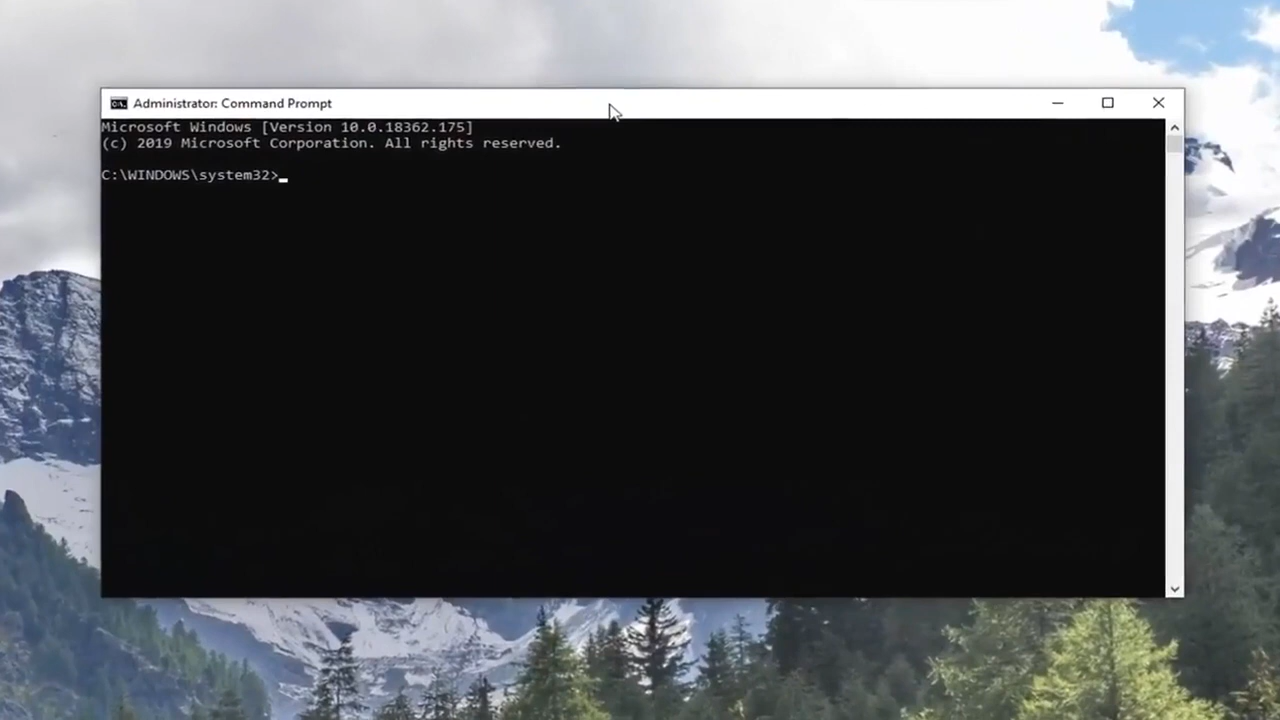 Administrator: Command Prompt
Microsoft Windows [Version 10.0.18362.175]
(c) 2019 Microsoft Corporation. All rights reserved.
C:\WINDOWS\system32>